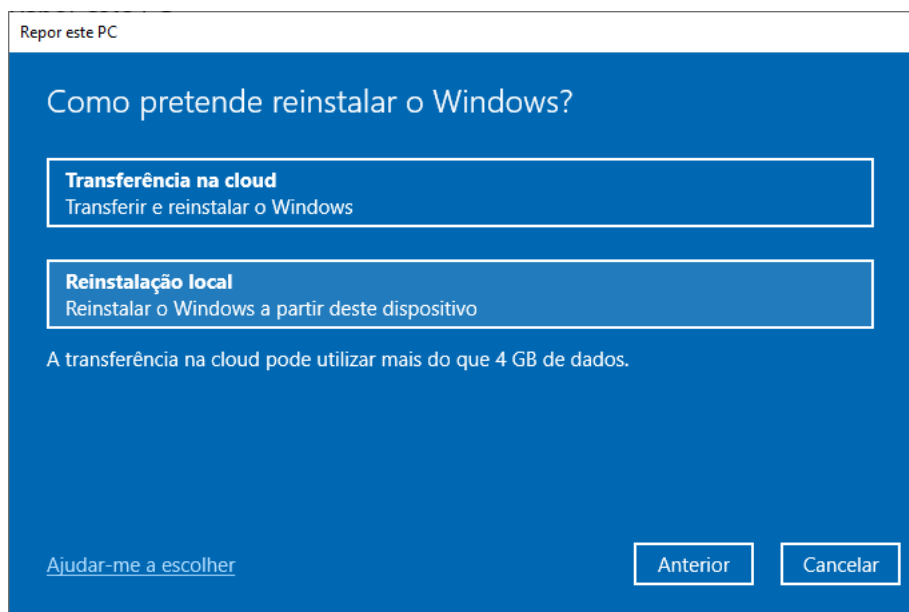 Repor este PC
Como pretende reinstalar o Windows?
Transferência na cloud
Transferir e reinstalar o Windows
Reinstalação local
Reinstalar o Windows a partir deste dispositivo
A transferência na cloud pode utilizar mais do que 4 GB de dados.
Ajudar-me a escolher
Anterior
Cancelar